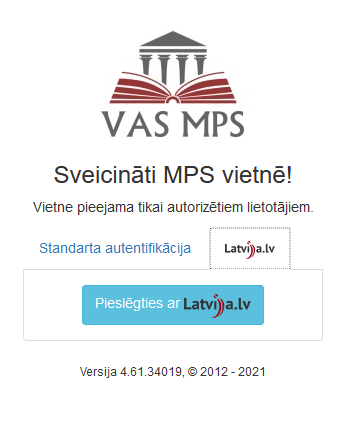 VAS MPS
Sveicināti MPS vietnē!
Vietne pieejama tikai autorizētiem lietotājiem.
Standarta autentifikācija Latvija.lv
Pieslēgties ar Latvija.lv
Versija 4.61.34019, © 2012 - 2021